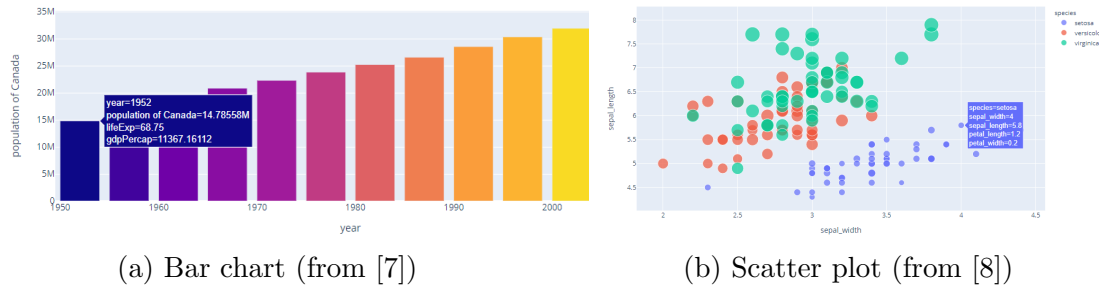 35M
30M
25M
20M
15M
10M
5M
0
population of Canada
year=1952
population of Canada=14.78558M
lifeExp=68.75
gdpPercap=11367.16112
1950
1960
1970
1980
1990
2000
year
(a) Bar chart (from [7])
8
7.5
7
6.5
6
5.5
5
4.5
sepal_length
species
setosa
versicolo
virginica
species=setosa
sepal_width=4
sepal_length=5.8
petal_length=1.2
petal_width=0.2
2
2.5
3
3.5
4
4.5
sepal_width
(b) Scatter plot (from [8])